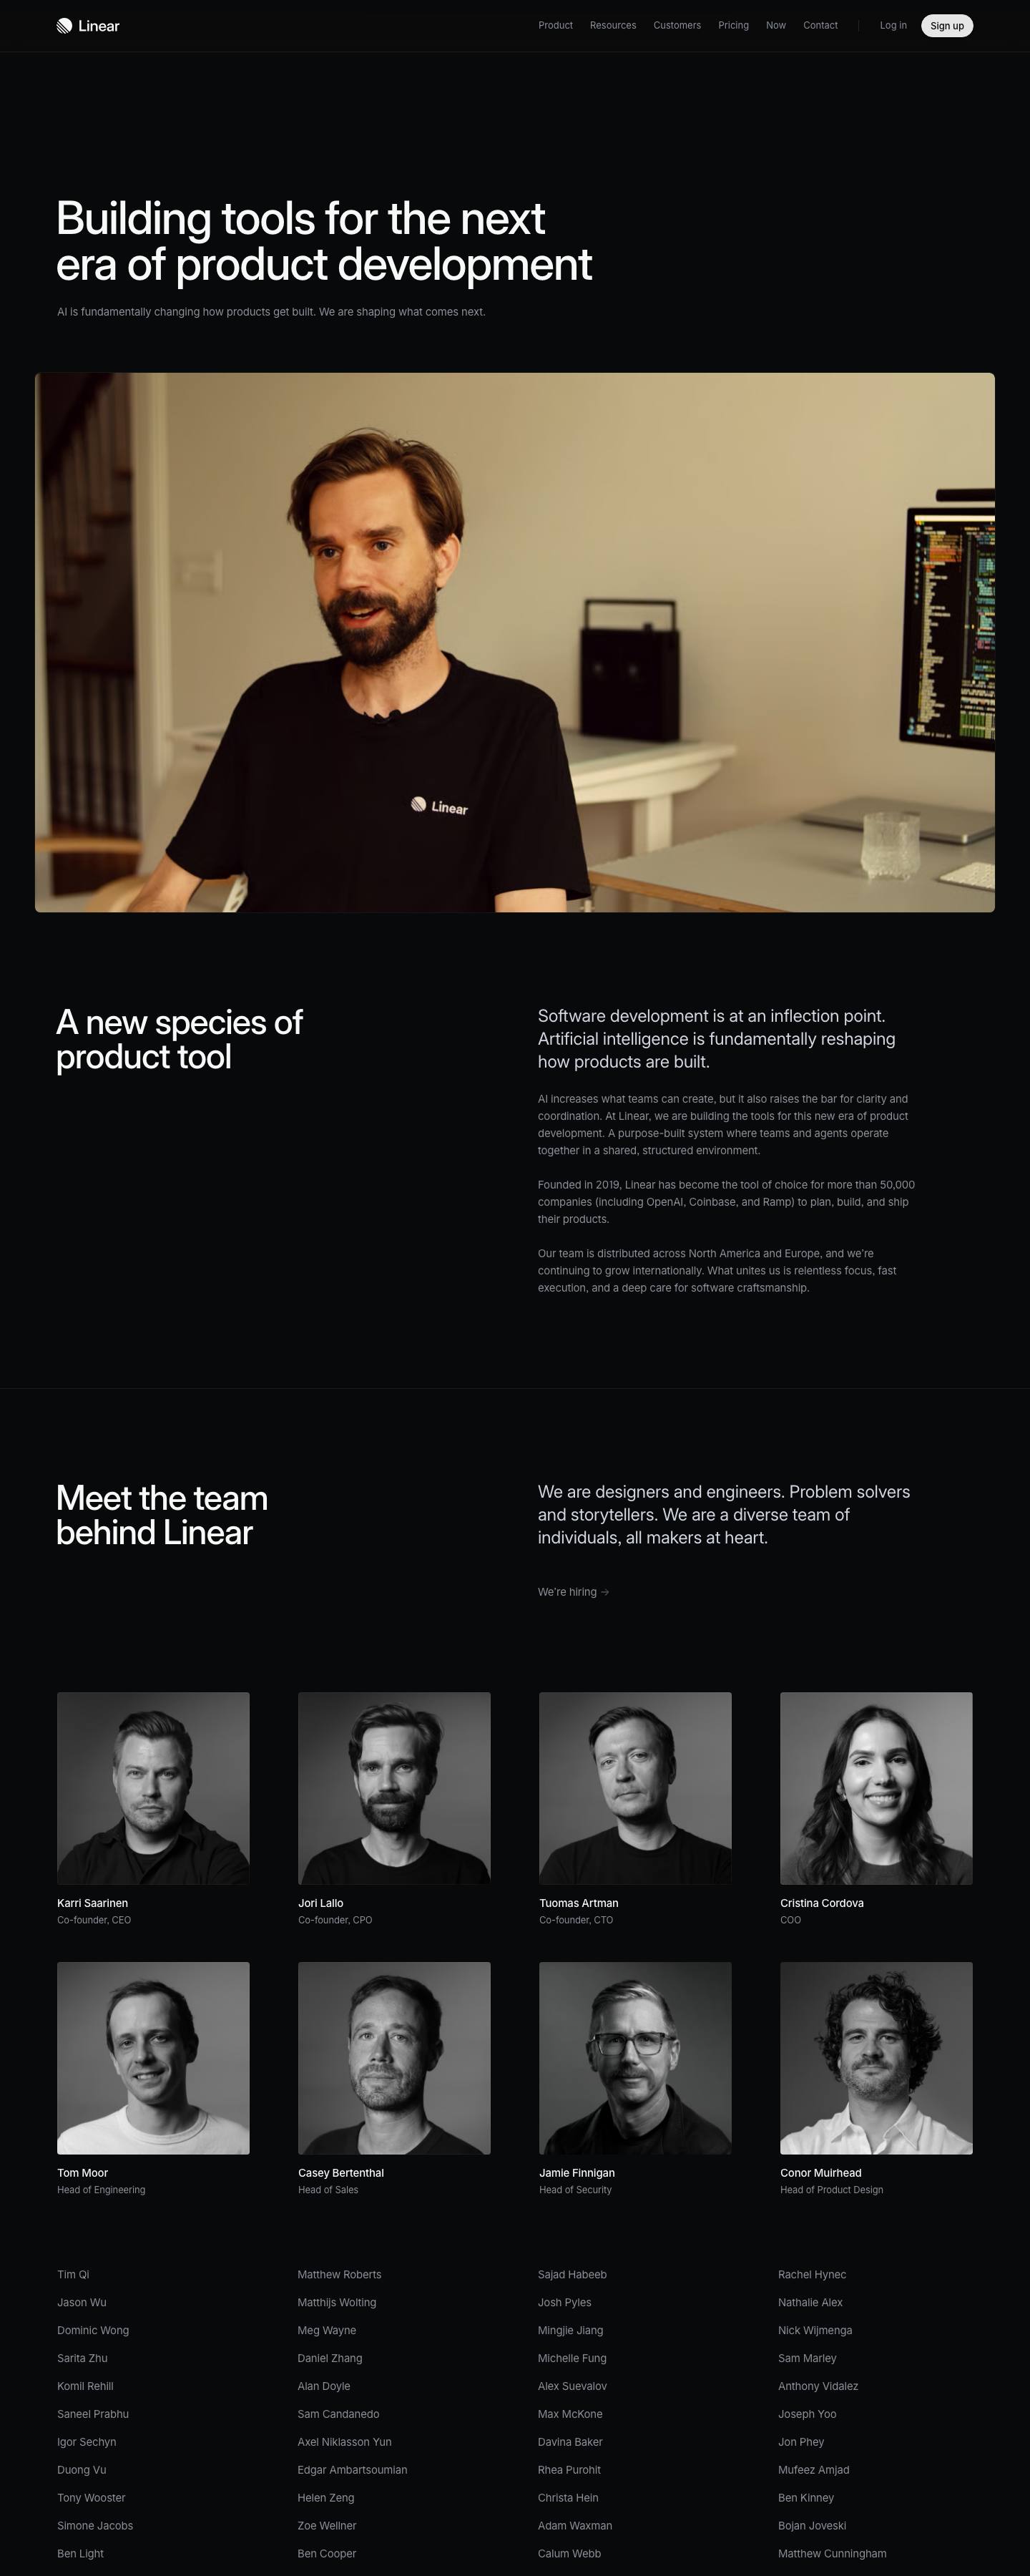 Linear
Product Resources Customers Pricing Now Contact Log in Sign up
Building tools for the next
era of product development
AI is fundamentally changing how products get built. We are shaping what comes next.
Linear
A new species of
product tool
Software development is at an inflection point.
Artificial intelligence is fundamentally reshaping
how products are built.
AI increases what teams can create, but it also raises the bar for clarity and
coordination. At Linear, we are building the tools for this new era of product
development. A purpose-built system where teams and agents operate
together in a shared, structured environment.
Founded in 2019, Linear has become the tool of choice for more than 50,000
companies (including OpenAI, Coinbase, and Ramp) to plan, build, and ship
their products.
Our team is distributed across North America and Europe, and we're
continuing to grow internationally. What unites us is relentless focus, fast
execution, and a deep care for software craftsmanship.
Meet the team
behind Linear
We are designers and engineers. Problem solvers
and storytellers. We are a diverse team of
individuals, all makers at heart.
We're hiring →
Karri Saarinen
Co-founder, CEO
Jori Lallo
Co-founder, CPO
Tuomas Artman
Co-founder, CTO
Cristina Cordova
COO
Tom Moor
Head of Engineering
Casey Bertenthal
Head of Sales
Jamie Finnigan
Head of Security
Conor Muirhead
Head of Product Design
Tim Qi Matthew Roberts Sajad Habeeb Rachel Hynec
Jason Wu Matthijs Wolting Josh Pyles Nathalie Alex
Dominic Wong Meg Wayne Mingjie Jiang Nick Wijmenga
Sarita Zhu Daniel Zhang Michelle Fung Sam Marley
Komil Rehill Alan Doyle Alex Suevalov Anthony Vidalez
Saneel Prabhu Sam Candanedo Max McKone Joseph Yoo
Igor Sechyn Axel Niklasson Yun Davina Baker Jon Phey
Duong Vu Edgar Ambartsoumian Rhea Purohit Mufeez Amjad
Tony Wooster Helen Zeng Christa Hein Ben Kinney
Simone Jacobs Zoe Wellner Adam Waxman Bojan Joveski
Ben Light Ben Cooper Calum Webb Matthew Cunningham